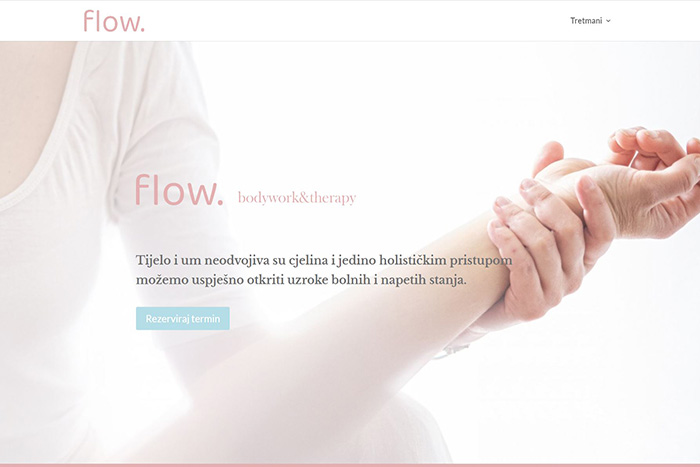 flow.
Tretmani
flow. bodywork&therapy
Tijelo i um neodvojiva su cjelina i jedino holističkim pristupom
možemo uspješno otkriti uzroke bolnih i napetih stanja.
Rezerviraj termin